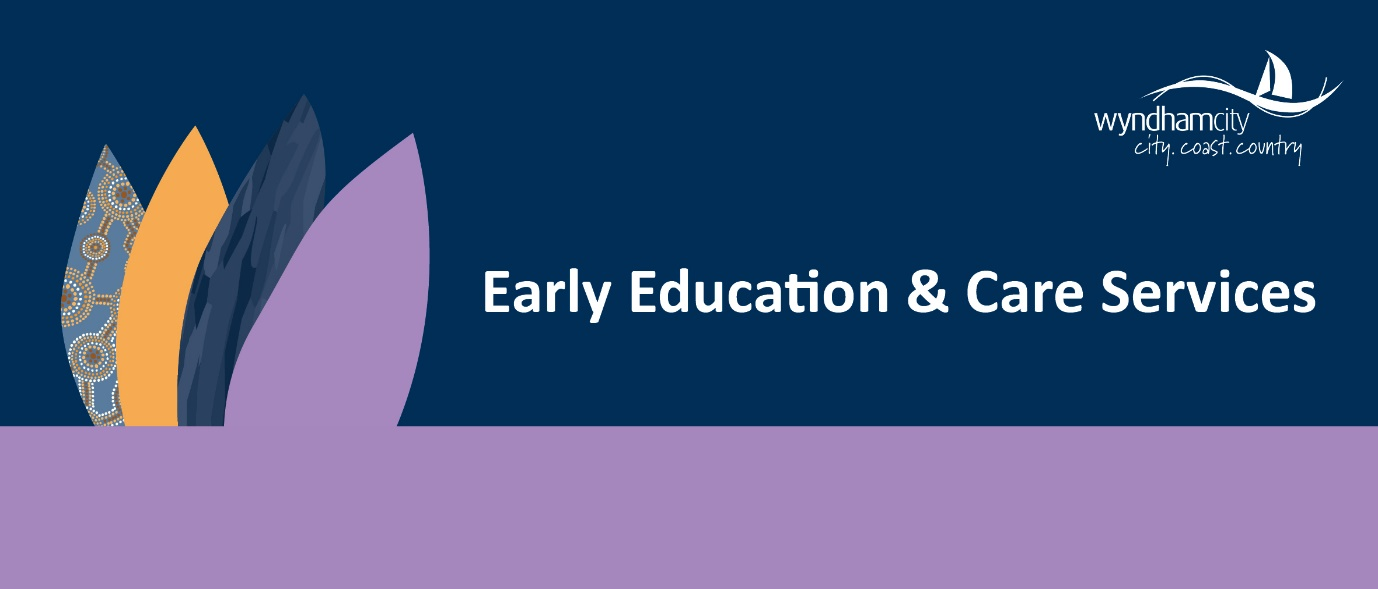 wyndhamcity
city. coast. country
Early Education & Care Services